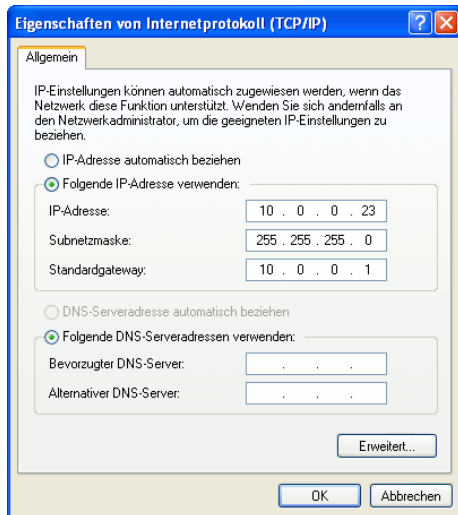 Eigenschaften von Internetprotokoll (TCP/IP)
Allgemein
IP-Einstellungen können automatisch zugewiesen werden, wenn das
Netzwerk diese Funktion unterstützt. Wenden Sie sich andernfalls an
den Netzwerkadministrator, um die geeigneten IP-Einstellungen zu
beziehen.
IP-Adresse automatisch beziehen
Folgende IP-Adresse verwenden:
IP-Adresse: 10 . 0 . 0 . 23
Subnetzmaske: 255 . 255 . 255 . 0
Standardgateway: 10 . 0 . 0 . 1
DNS-Serveradresse automatisch beziehen
Folgende DNS-Serveradressen verwenden:
Bevorzugter DNS-Server: . . .
Alternativer DNS-Server: . . .
Erweitert...
OK Abbrechen